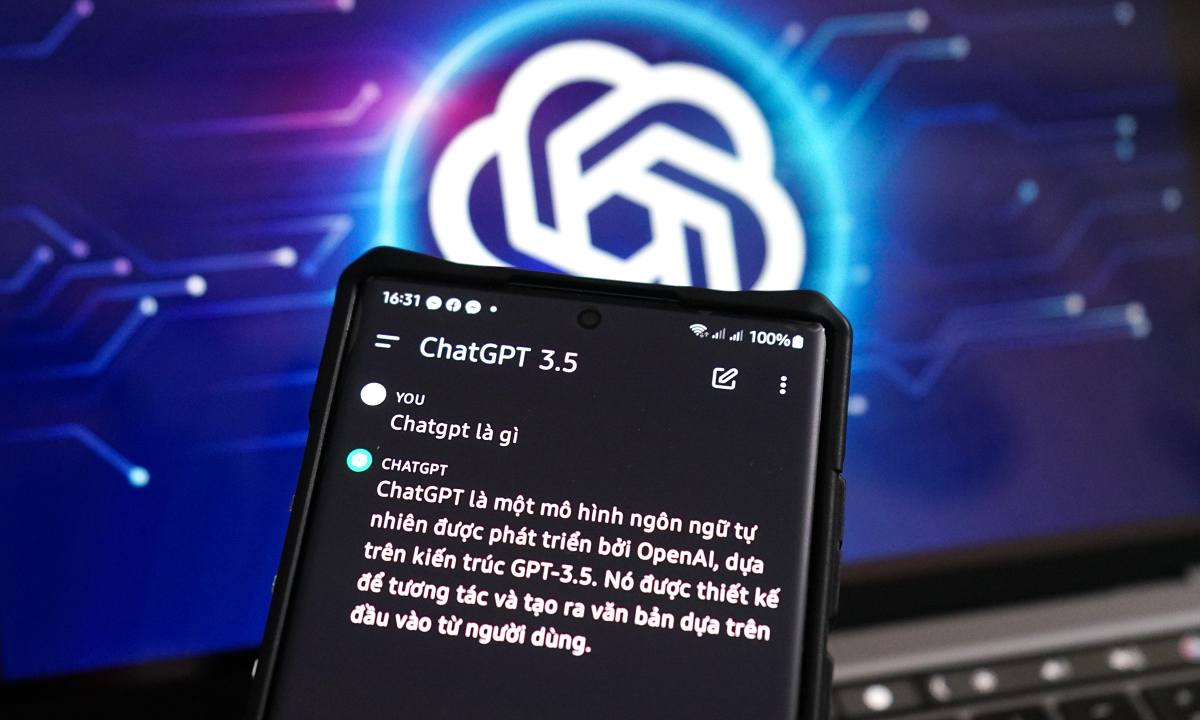 16:31
100%
ChatGPT 3.5
YOU
Chatgpt là gì
CHATGPT
ChatGPT là một mô hình ngôn ngữ tự
nhiên được phát triển bởi OpenAI, dựa
trên kiến trúc GPT-3.5. Nó được thiết kế
để tương tác và tạo ra văn bản dựa trên
đầu vào từ người dùng.